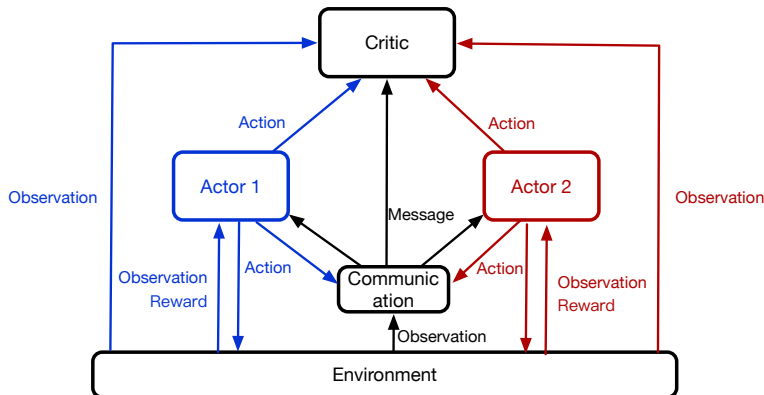 Critic
Action
Action
Actor 1
Actor 2
Observation
Observation
Message
Observation
Reward
Action
Communic
ation
Action
Observation
Reward
Observation
Environment